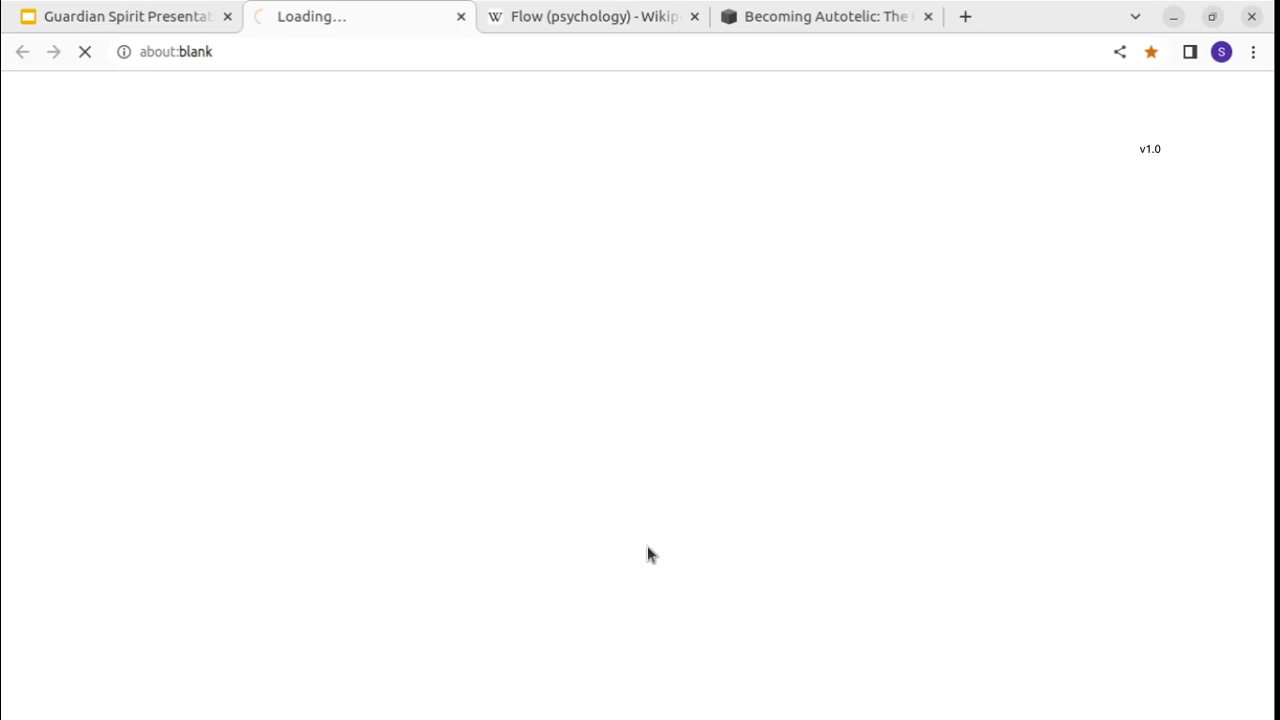 Guardian Spirit Presentat
Loading…
Flow (psychology) - Wikip
Becoming Autotelic: The
about:blank
S
v1.0